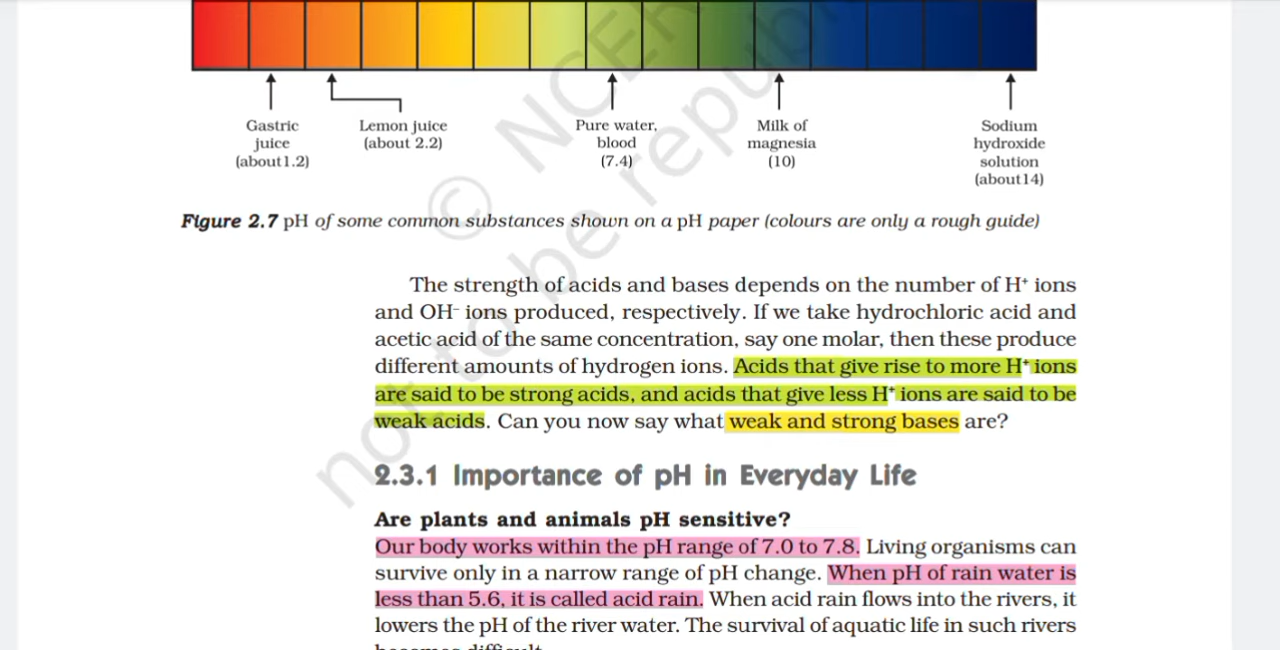 Gastric juice (about1.2)
Lemon juice (about 2.2)
Pure water, blood (7.4)
Milk of magnesia (10)
Sodium hydroxide solution (about14)
Figure 2.7 pH of some common substances shown on a pH paper (colours are only a rough guide)
The strength of acids and bases depends on the number of H⁺ ions
and OH⁻ ions produced, respectively. If we take hydrochloric acid and
acetic acid of the same concentration, say one molar, then these produce
different amounts of hydrogen ions. Acids that give rise to more H⁺ ions
are said to be strong acids, and acids that give less H⁺ ions are said to be
weak acids. Can you now say what weak and strong bases are?
2.3.1 Importance of pH in Everyday Life
Are plants and animals pH sensitive?
Our body works within the pH range of 7.0 to 7.8. Living organisms can
survive only in a narrow range of pH change. When pH of rain water is
less than 5.6, it is called acid rain. When acid rain flows into the rivers, it
lowers the pH of the river water. The survival of aquatic life in such rivers
© NCER
not to be republ